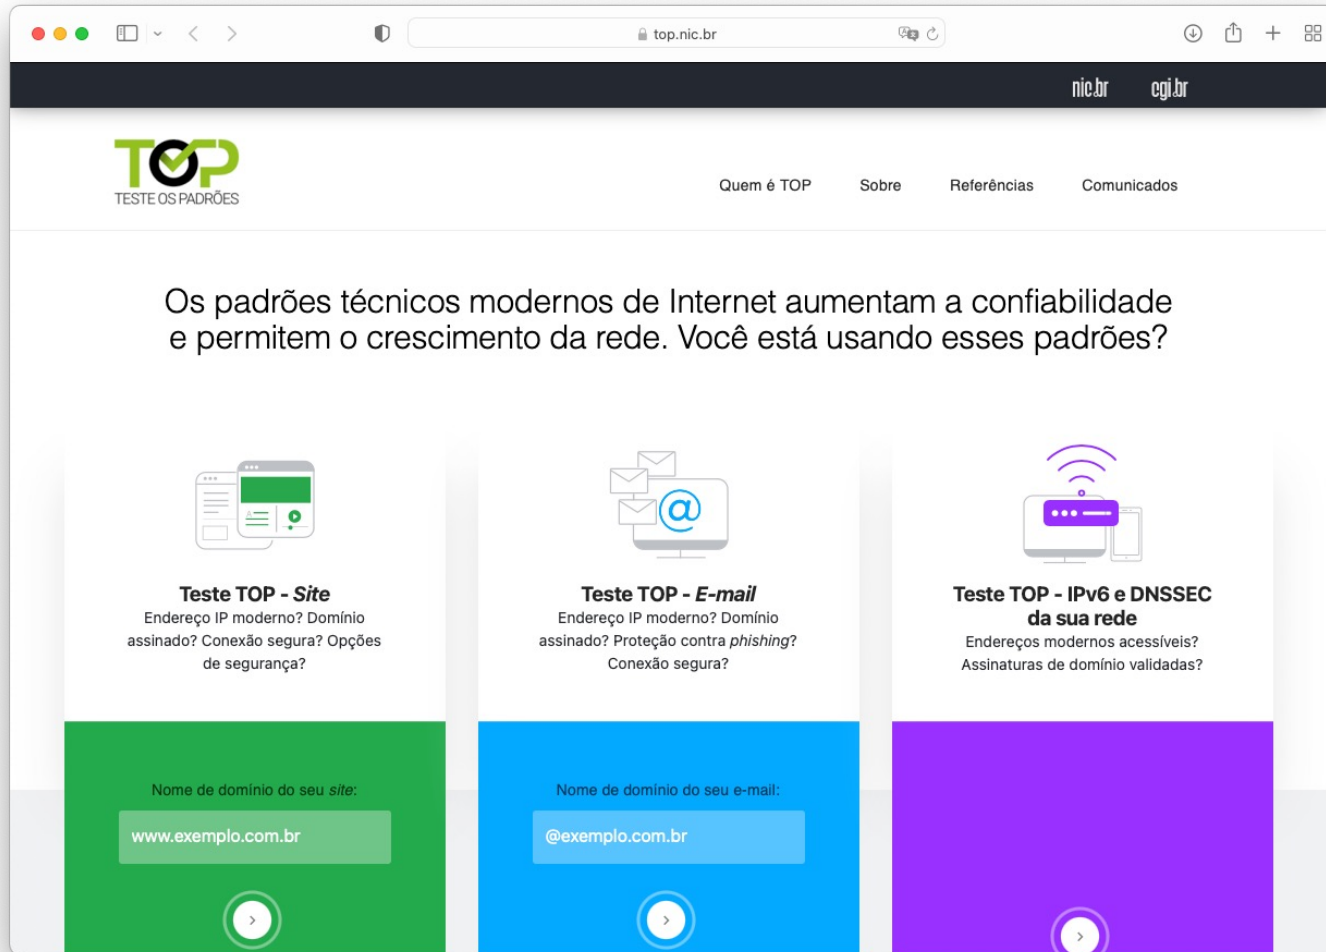 top.nic.br
nic.br
cgi.br
TOP
TESTE OS PADRÕES
Quem é TOP
Sobre
Referências
Comunicados
Os padrões técnicos modernos de Internet aumentam a confiabilidade
e permitem o crescimento da rede. Você está usando esses padrões?
@
Teste TOP - Site
Endereço IP moderno? Domínio
assinado? Conexão segura? Opções
de segurança?
Nome de domínio do seu site:
www.exemplo.com.br
Teste TOP - E-mail
Endereço IP moderno? Domínio
assinado? Proteção contra phishing?
Conexão segura?
Nome de domínio do seu e-mail:
@exemplo.com.br
Teste TOP - IPv6 e DNSSEC
da sua rede
Endereços modernos acessíveis?
Assinaturas de domínio validadas?